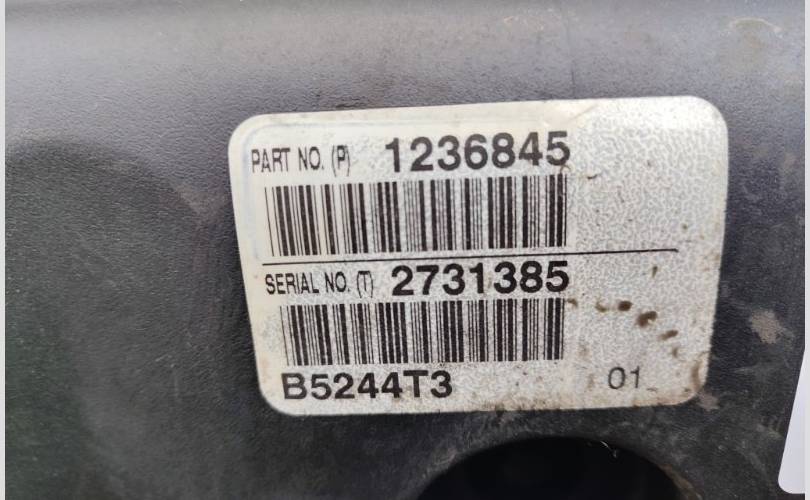 PART NO. (P) 1236845
SERIAL NO. (T) 2731385
B5244T3 01